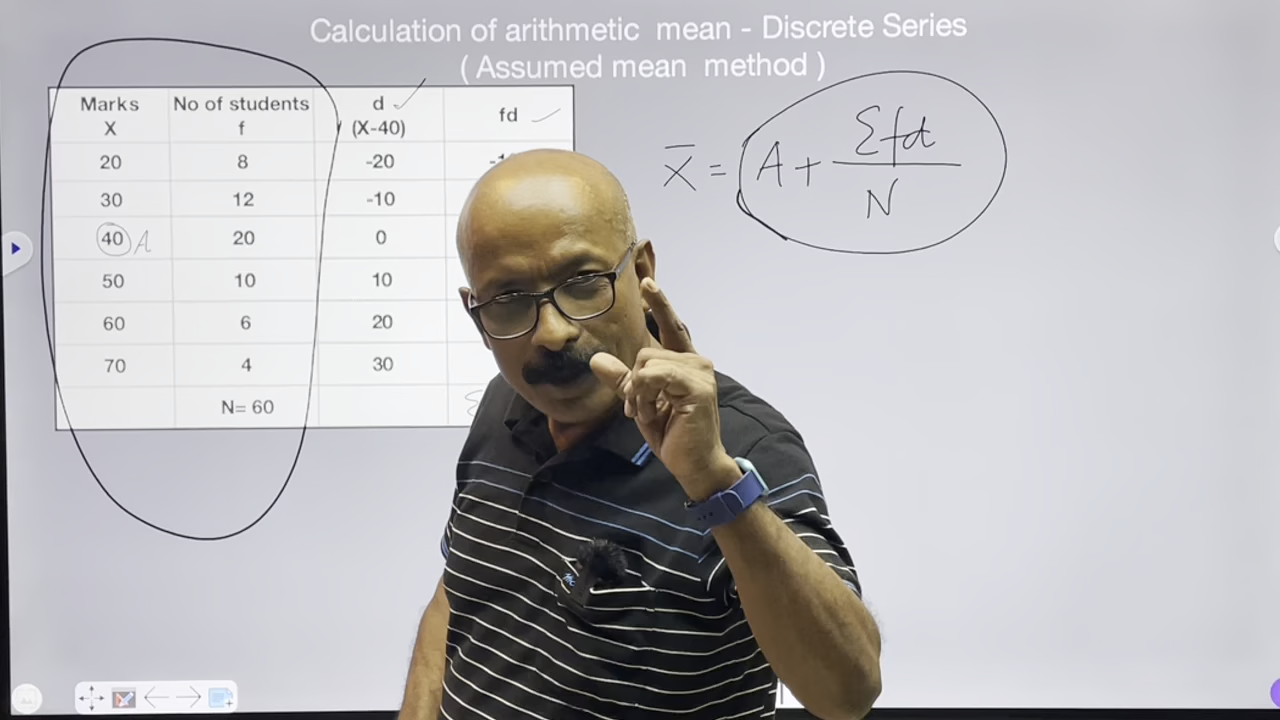 Calculation of arithmetic mean - Discrete Series
( Assumed mean method )
Marks No of students d fd
X f (X-40)
20 8 -20
30 12 -10
40 A 20 0
50 10 10
60 6 20
70 4 30
N= 60
X̄ = A + Σfd / N